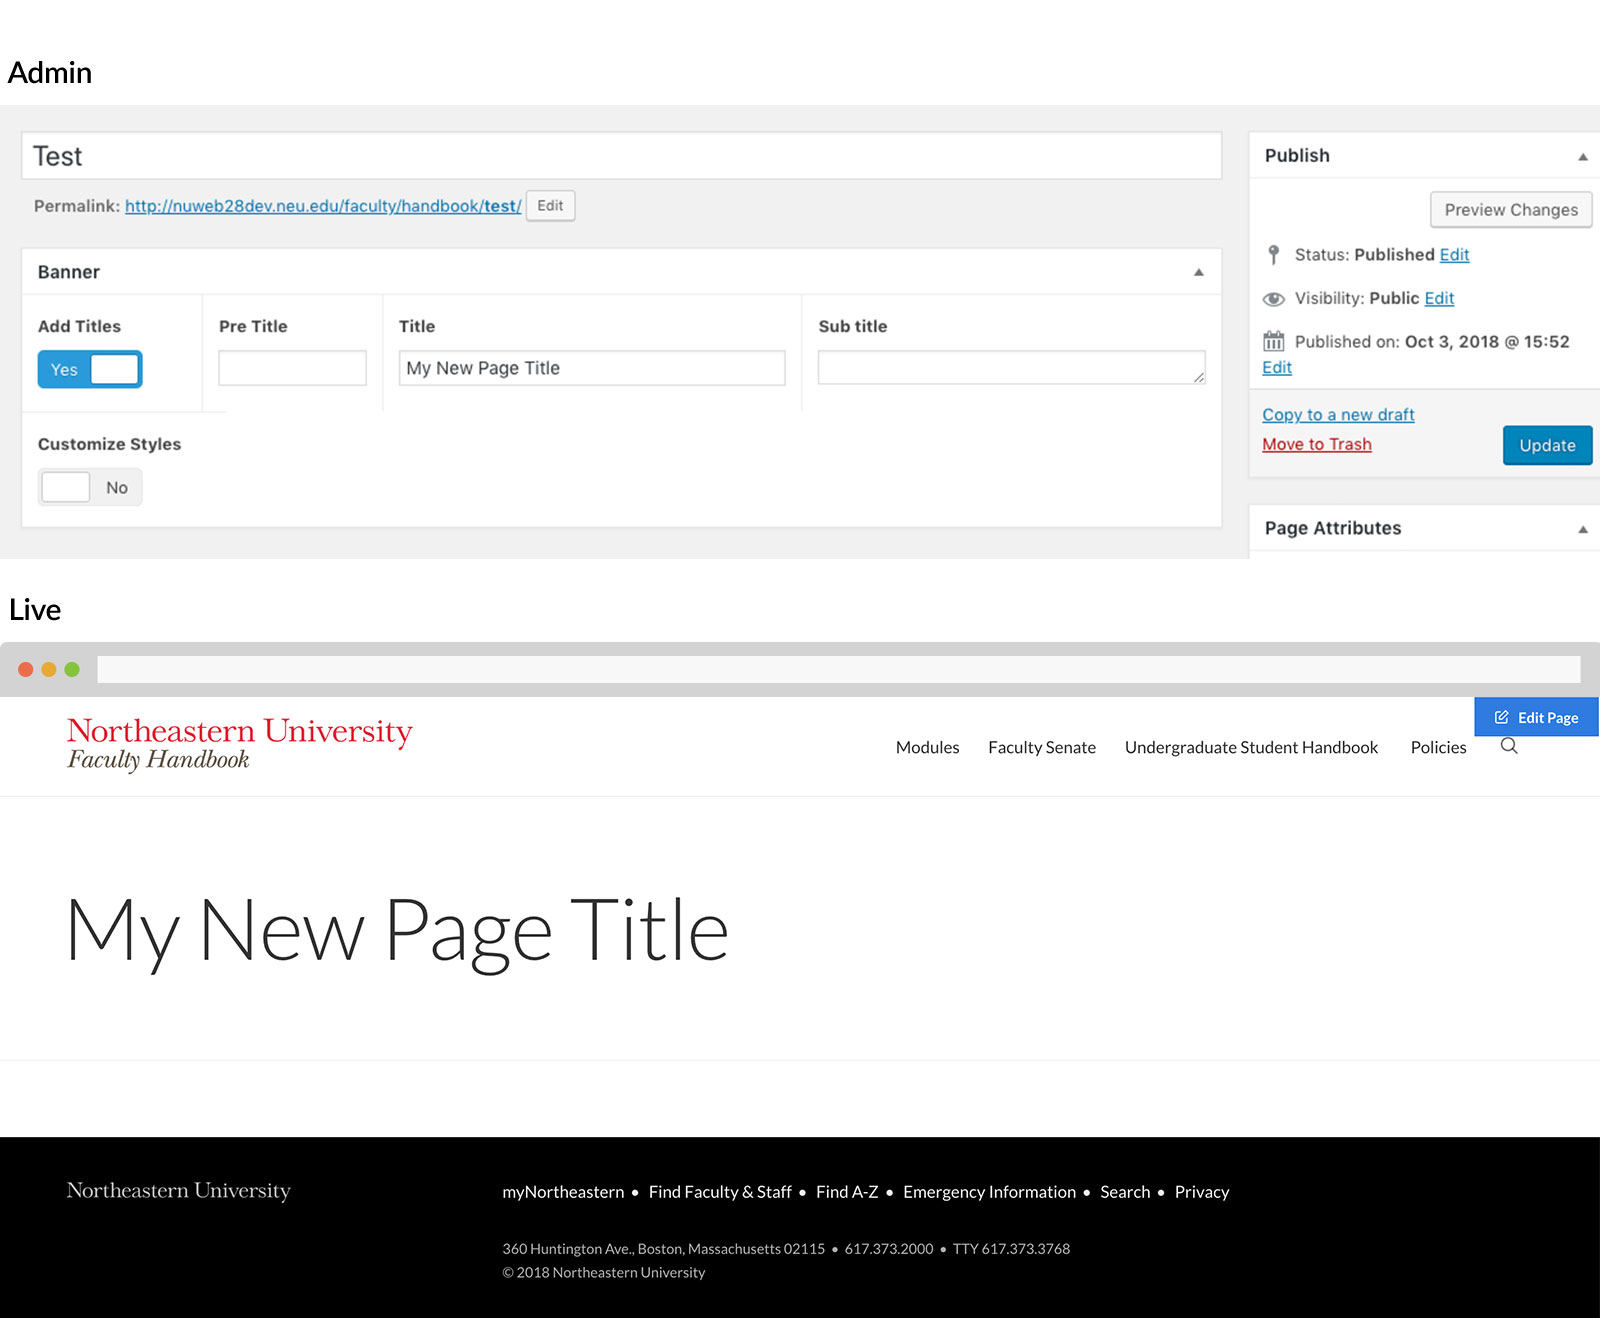 Admin
Test
Permalink: http://nuweb28dev.neu.edu/faculty/handbook/test/ Edit
Banner
Add Titles
Pre Title
Title
Sub title
Yes
My New Page Title
Customize Styles
No
Publish
Preview Changes
Status: Published Edit
Visibility: Public Edit
Published on: Oct 3, 2018 @ 15:52
Edit
Copy to a new draft
Move to Trash
Update
Page Attributes
Live
Edit Page
Northeastern University
Faculty Handbook
Modules Faculty Senate Undergraduate Student Handbook Policies
My New Page Title
Northeastern University
myNortheastern • Find Faculty & Staff • Find A-Z • Emergency Information • Search • Privacy
360 Huntington Ave., Boston, Massachusetts 02115 • 617.373.2000 • TTY 617.373.3768
© 2018 Northeastern University